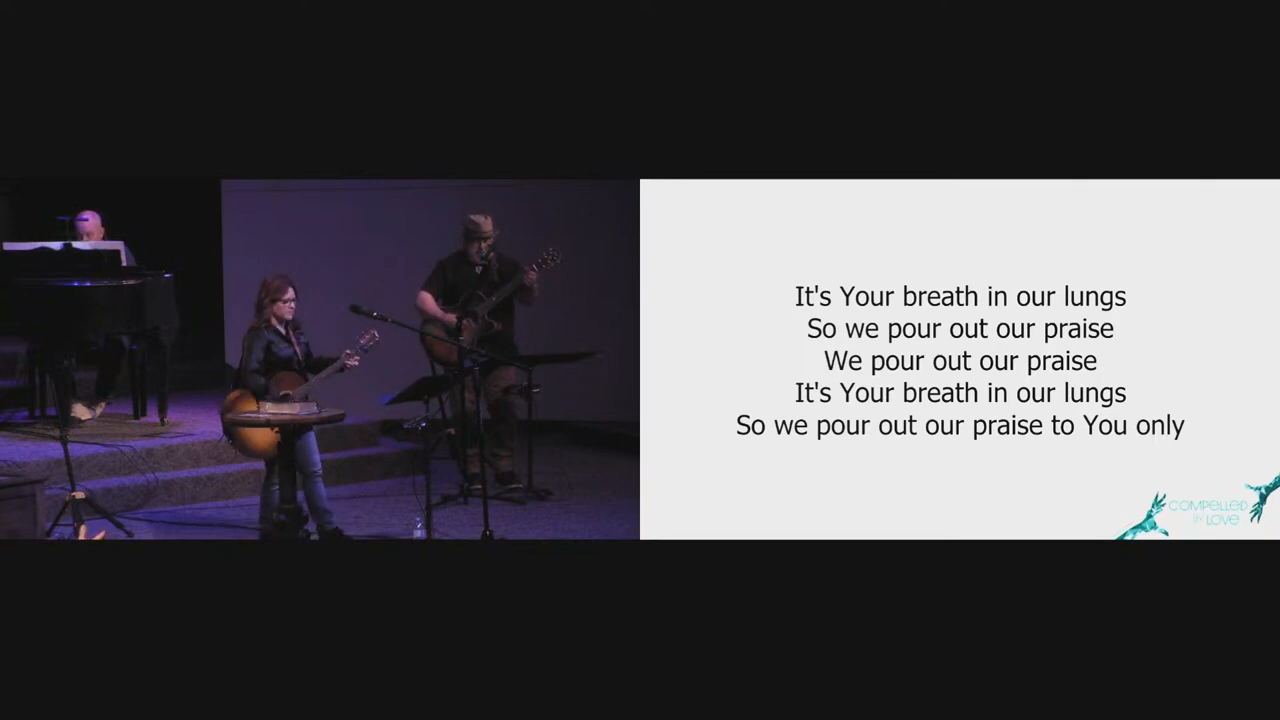 It's Your breath in our lungs
So we pour out our praise
We pour out our praise
It's Your breath in our lungs
So we pour out our praise to You only
COMPELLED
BY LOVE